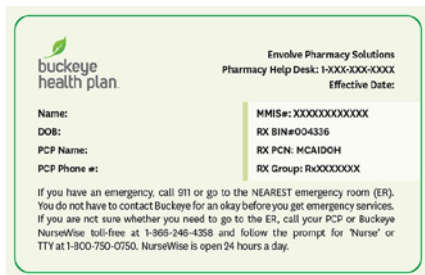 buckeye
health plan.
Envolve Pharmacy Solutions
Pharmacy Help Desk: 1-XXX-XXX-XXXX
Effective Date:
Name:
DOB:
PCP Name:
PCP Phone #:
MMIS#: XXXXXXXXXXXX
RX BIN#004336
RX PCN: MCAIDOH
RX Group: RxXXXXXXX
If you have an emergency, call 911 or go to the NEAREST emergency room (ER).
You do not have to contact Buckeye for an okay before you get emergency services.
If you are not sure whether you need to go to the ER, call your PCP or Buckeye
NurseWise toll-free at 1-866-246-4358 and follow the prompt for 'Nurse' or
TTY at 1-800-750-0750. NurseWise is open 24 hours a day.